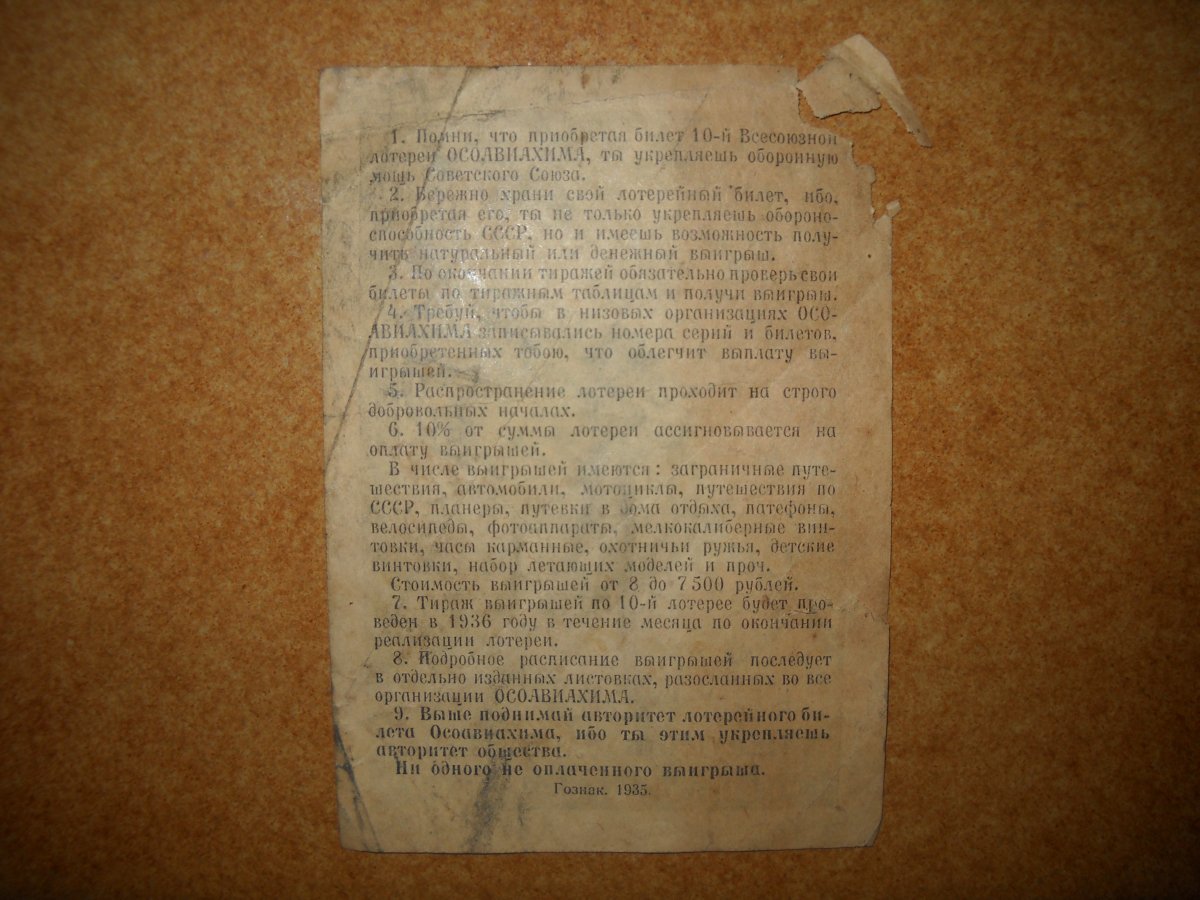 1. Помни, что приобретая билет 10-й Всесоюзной
лотереи ОСОАВИАХИМА, ты укрепляешь оборонную
мощь Советского Союза.
2. Бережно храни свой лотерейный билет, ибо,
приобретая его, ты не только укрепляешь обороно-
способность СССР, но и имеешь возможность полу-
чить натуральный или денежный выигрыш.
3. По окончании тиражей обязательно проверь свои
билеты по тиражным таблицам и получи выигрыш.
4. Требуй, чтобы в низовых организациях ОСО-
АВИАХИМА записывались номера серий и билетов,
приобретенных тобою, что облегчит выплату вы-
игрышей.
5. Распространение лотереи проходит на строго
добровольных началах.
6. 10% от суммы лотереи ассигновывается на
оплату выигрышей.
В числе выигрышей имеются: заграничные путе-
шествия, автомобили, мотоциклы, путешествия по
СССР, планеры, путевки в дома отдыха, патефоны,
велосипеды, фотоаппараты, мелкокалиберные вин-
товки, часы карманные, охотничьи ружья, детские
винтовки, набор летающих моделей и проч.
Стоимость выигрышей от 8 до 7500 рублей.
7. Тираж выигрышей по 10-й лотерее будет про-
веден в 1936 году в течение месяца по окончании
реализации лотереи.
8. Подробное расписание выигрышей последует
в отдельно изданных листовках, разосланных во все
организации ОСОАВИАХИМА.
9. Выше поднимай авторитет лотерейного би-
лета Осоавиахима, ибо ты этим укрепляешь
авторитет общества.
Ни одного не оплаченного выигрыша.
Гознак. 1935.